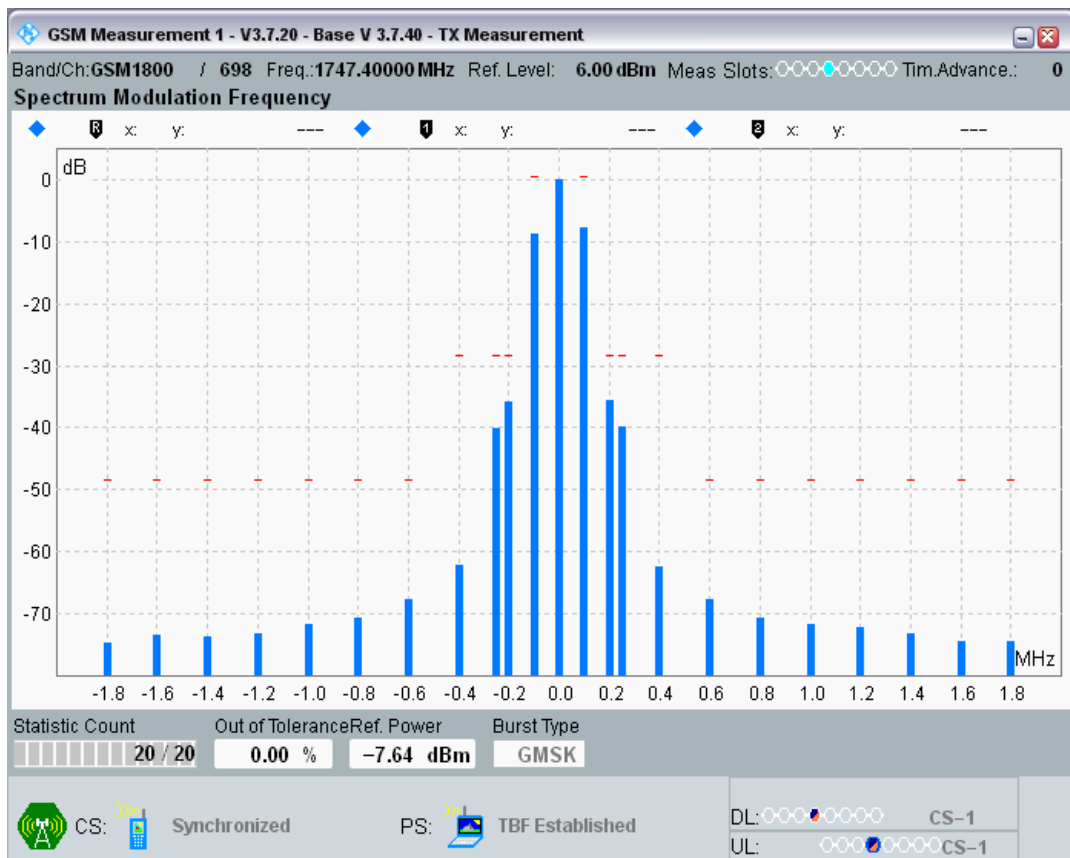 GSM Measurement 1 - V3.7.20 - Base V 3.7.40 - TX Measurement
Band/Ch:GSM1800 / 698 Freq.:1747.40000 MHz Ref. Level: 6.00 dBm Meas Slots: Tim.Advance.: 0
Spectrum Modulation Frequency
R x: y: --- 1 x: y: --- 2 x: y: ---
dB
0
-10
-20
-30
-40
-50
-60
-70
MHz
-1.8 -1.6 -1.4 -1.2 -1.0 -0.8 -0.6 -0.4 -0.2 0.0 0.2 0.4 0.6 0.8 1.0 1.2 1.4 1.6 1.8
Statistic Count Out of Tolerance Ref. Power Burst Type
20 / 20 0.00 % −7.64 dBm GMSK
CS: Synchronized PS: TBF Established
DL: CS−1
UL: CS−1